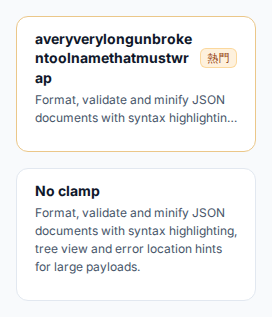 averyverylongunbroke
ntoolnamethatmustwr
ap
熱門
Format, validate and minify JSON
documents with syntax highlightin...
No clamp
Format, validate and minify JSON
documents with syntax highlighting,
tree view and error location hints
for large payloads.